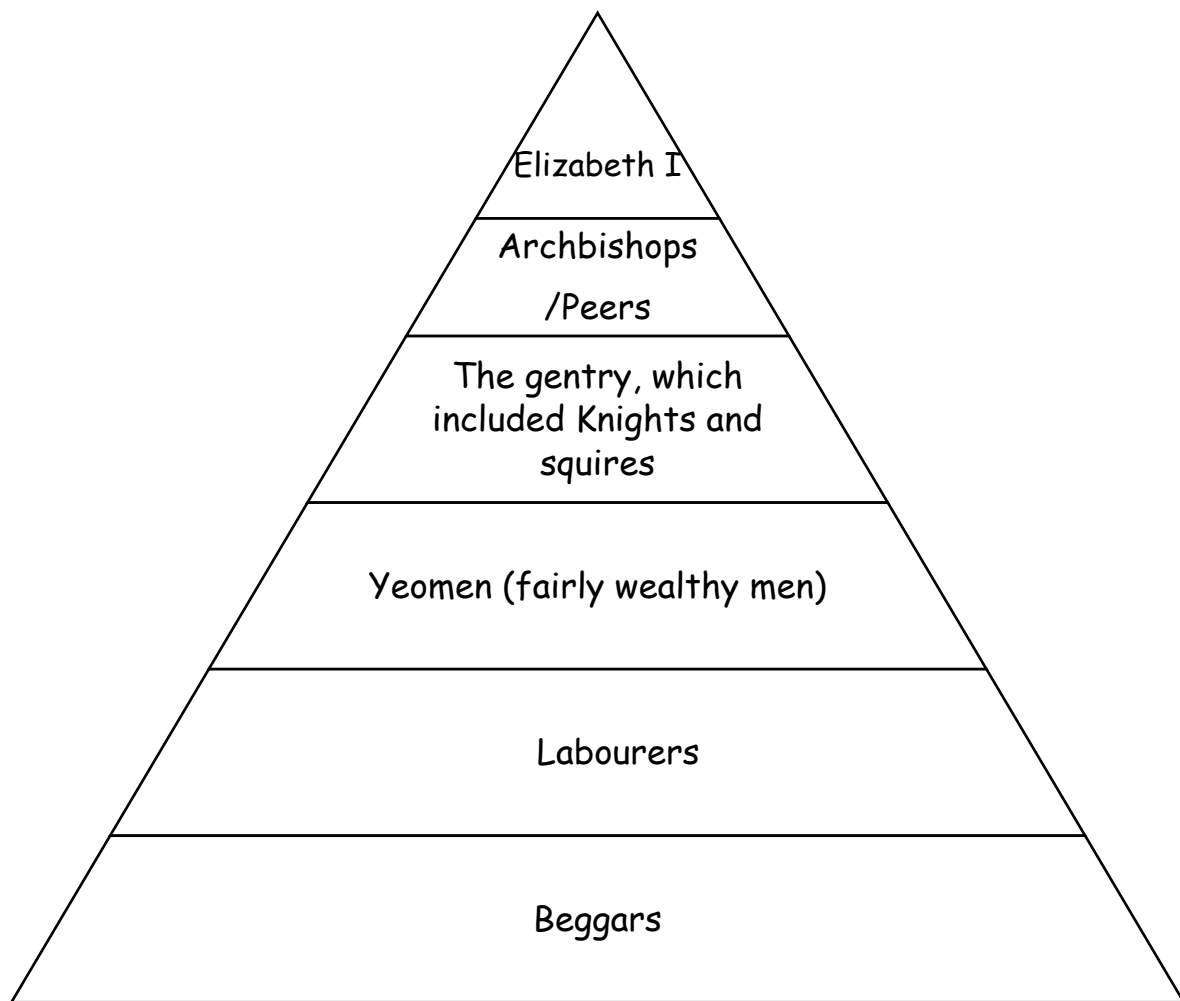 Elizabeth I
Archbishops
/Peers
The gentry, which
included Knights and
squires
Yeomen (fairly wealthy men)
Labourers
Beggars